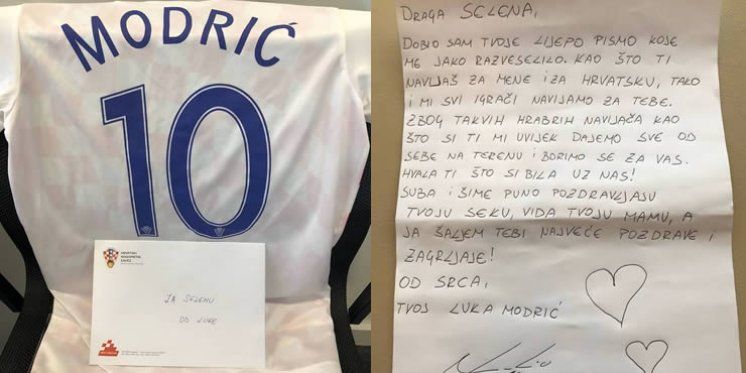 MODRIĆ
10
HRVATSKI
NOGOMETNI
SAVEZ
ZA SELENU
OD LUKE
DRAGA SELENA,
DOBIO SAM TVOJE LIJEPO PISMO KOJE
ME JAKO RAZVESELILO. KAO ŠTO TI
NAVIJAŠ ZA MENE I ZA HRVATSKU, TAKO
I MI SVI IGRAČI NAVIJAMO ZA TEBE.
ZBOG TAKVIH HRABRIH NAVIJAČA KAO
ŠTO SI TI MI UVIJEK DAJEMO SVE OD
SEBE NA TERENU I BORIMO SE ZA VAS.
HVALA TI ŠTO SI BILA UZ NAS!
SUBA I ŠIME PUNO POZDRAVLJAJU
TVOJU SEKU, VIDA TVOJU MAMU, A
JA ŠALJEM TEBI NAJVEĆE POZDRAVE I
ZAGRLJAJE!
OD SRCA,
TVOJ LUKA MODRIĆ